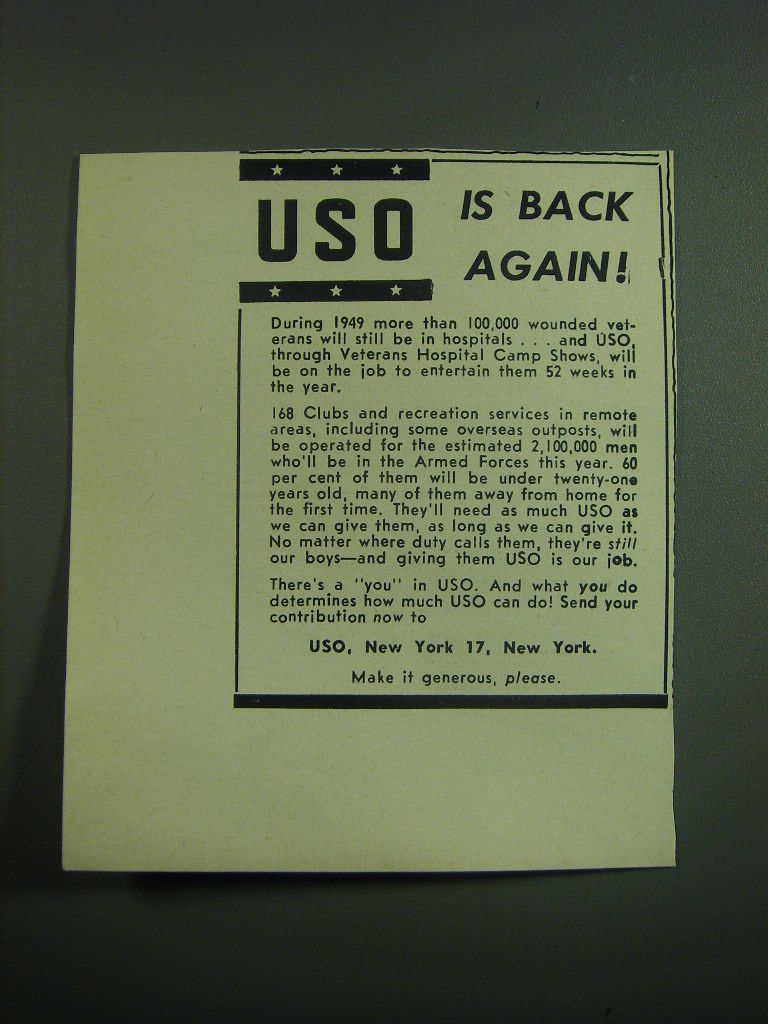 USO
IS BACK
AGAIN!
During 1949 more than 100,000 wounded vet-
erans will still be in hospitals . . . and USO,
through Veterans Hospital Camp Shows, will
be on the job to entertain them 52 weeks in
the year.
168 Clubs and recreation services in remote
areas, including some overseas outposts, will
be operated for the estimated 2,100,000 men
who'll be in the Armed Forces this year. 60
per cent of them will be under twenty-one
years old, many of them away from home for
the first time. They'll need as much USO as
we can give them, as long as we can give it.
No matter where duty calls them, they're still
our boys—and giving them USO is our job.
There's a "you" in USO. And what you do
determines how much USO can do! Send your
contribution now to
USO, New York 17, New York.
Make it generous, please.